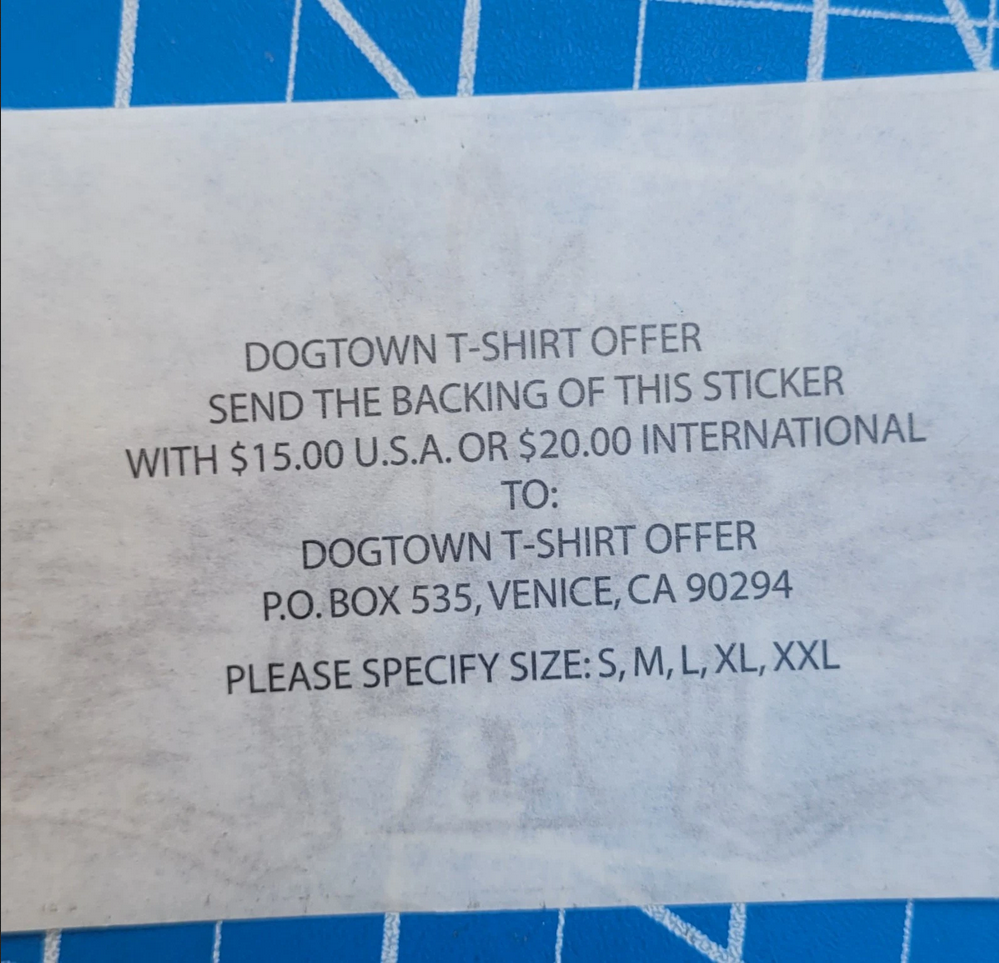 DOGTOWN T-SHIRT OFFER
SEND THE BACKING OF THIS STICKER
WITH $15.00 U.S.A. OR $20.00 INTERNATIONAL
TO:
DOGTOWN T-SHIRT OFFER
P.O. BOX 535, VENICE, CA 90294
PLEASE SPECIFY SIZE: S, M, L, XL, XXL